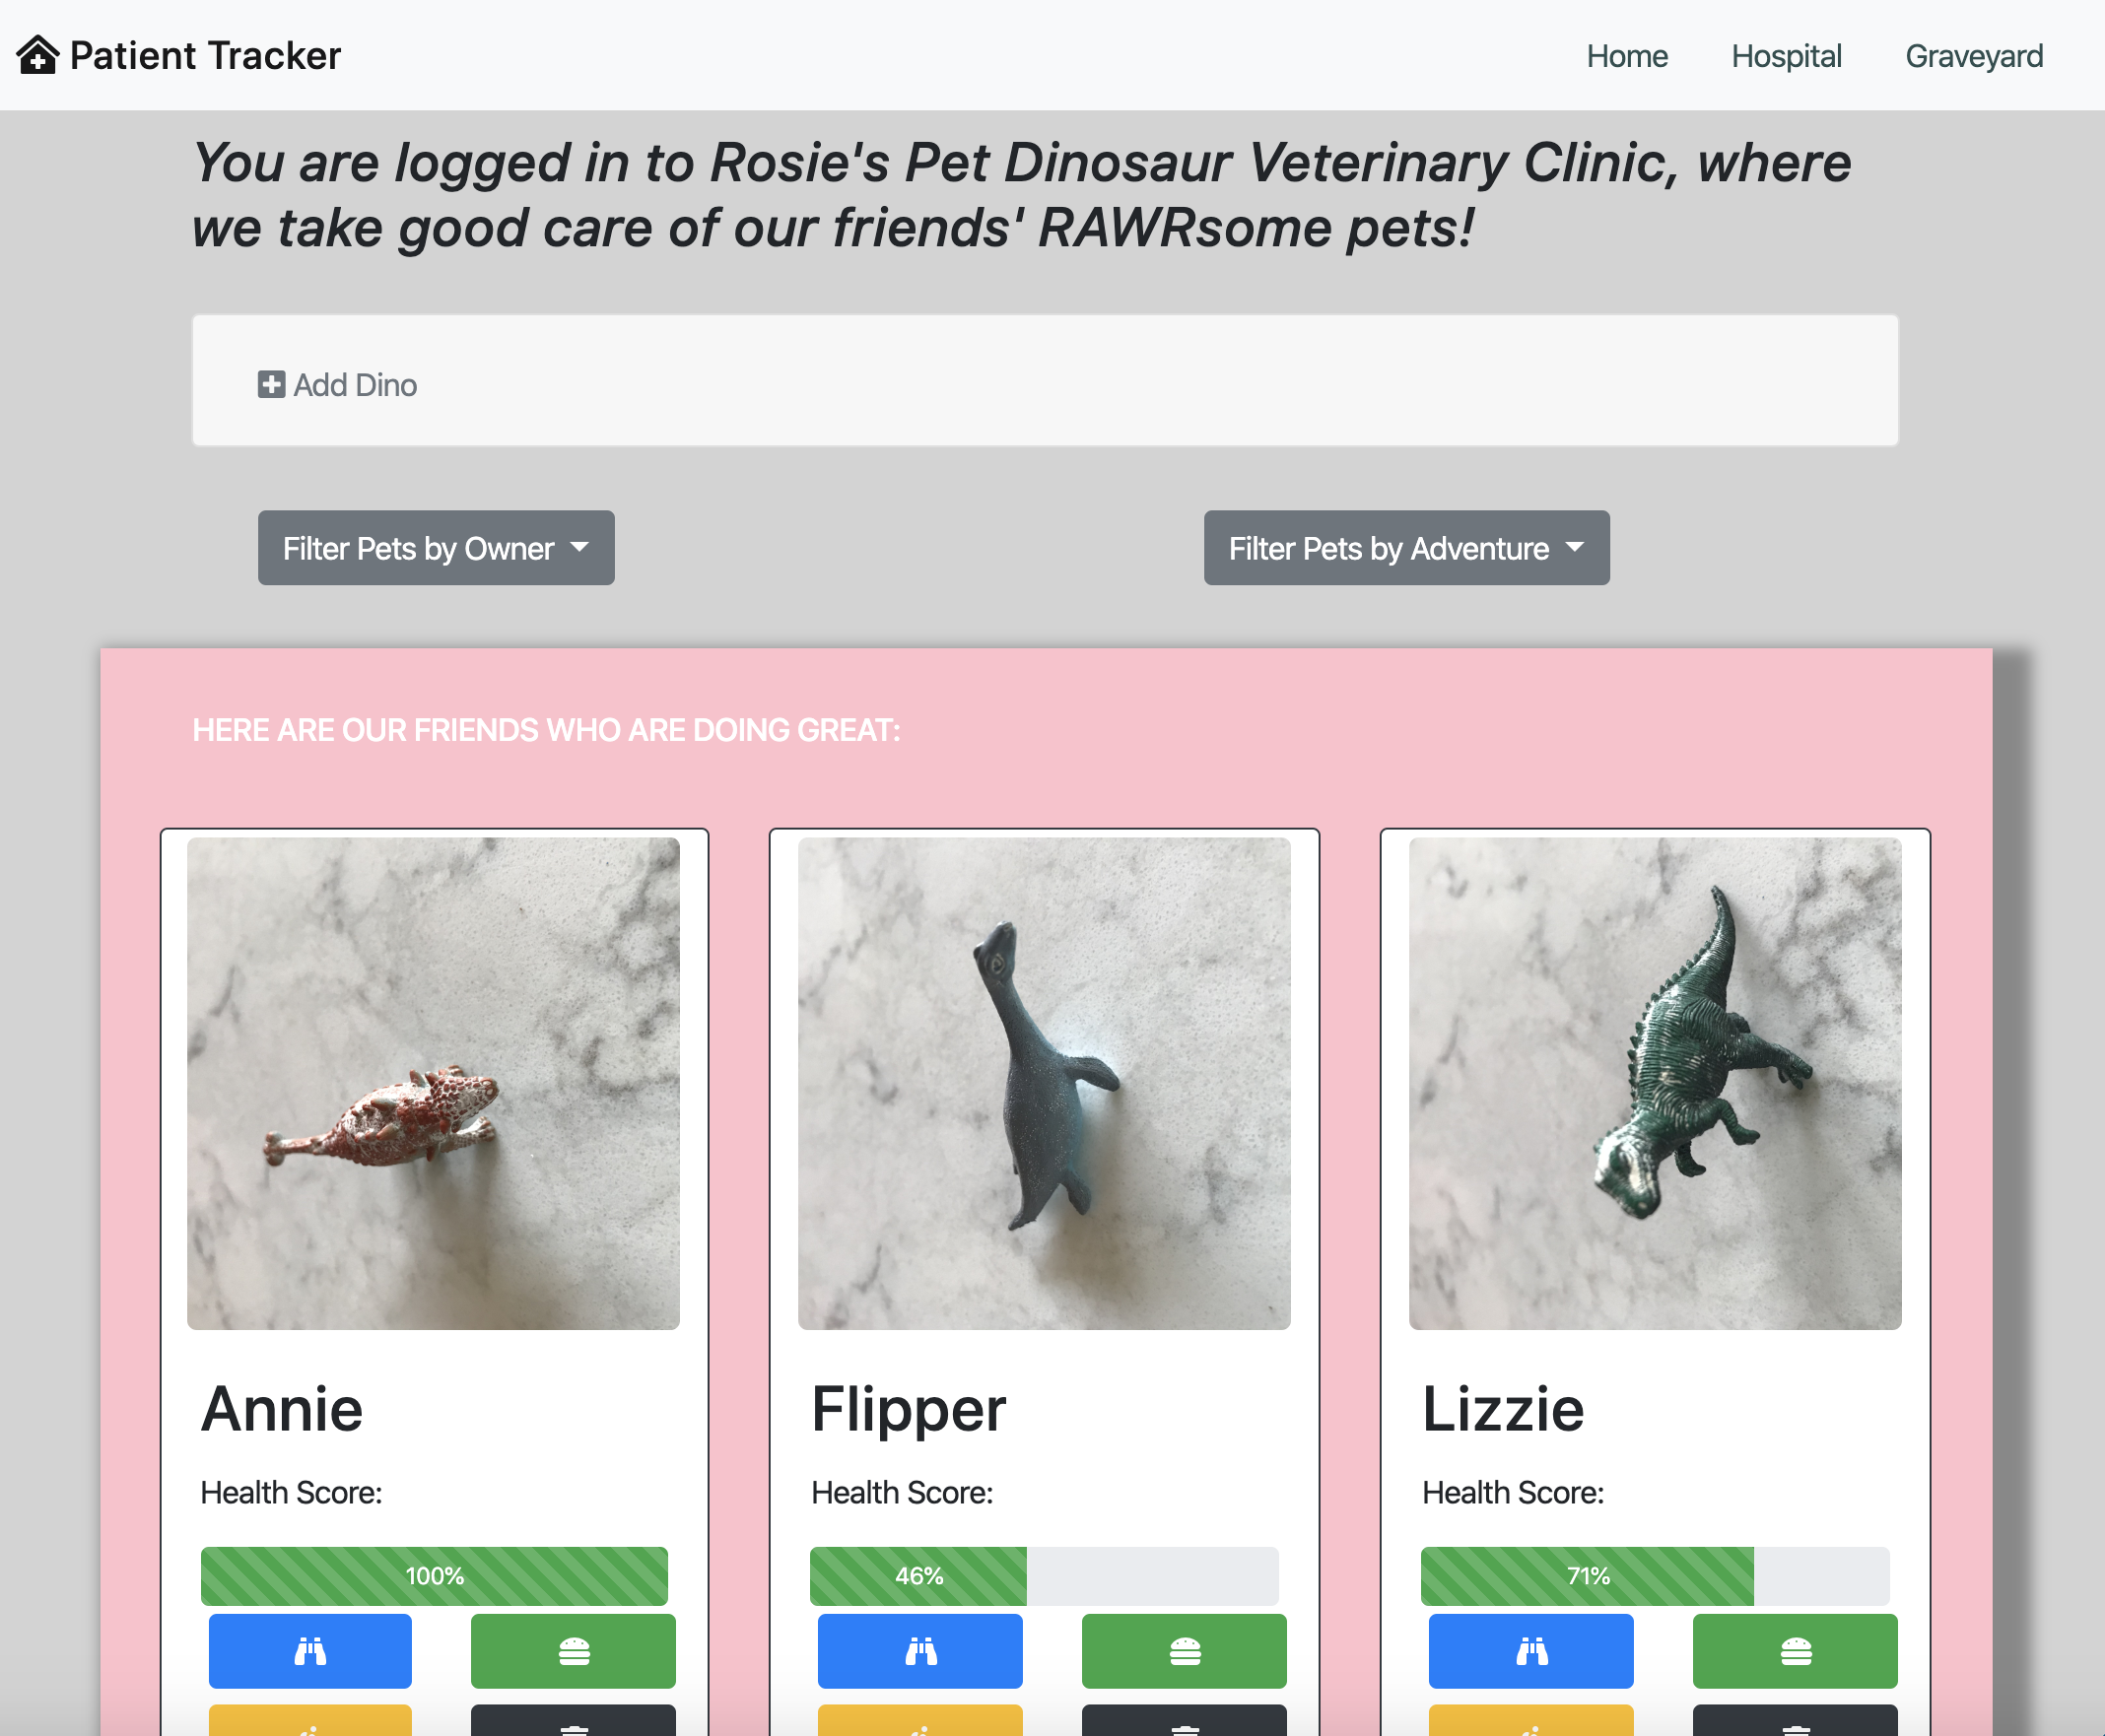 Patient Tracker
Home
Hospital
Graveyard
You are logged in to Rosie's Pet Dinosaur Veterinary Clinic, where
we take good care of our friends' RAWRsome pets!
Add Dino
Filter Pets by Owner
Filter Pets by Adventure
HERE ARE OUR FRIENDS WHO ARE DOING GREAT:
Annie
Flipper
Lizzie
Health Score:
Health Score:
Health Score:
100%
46%
71%